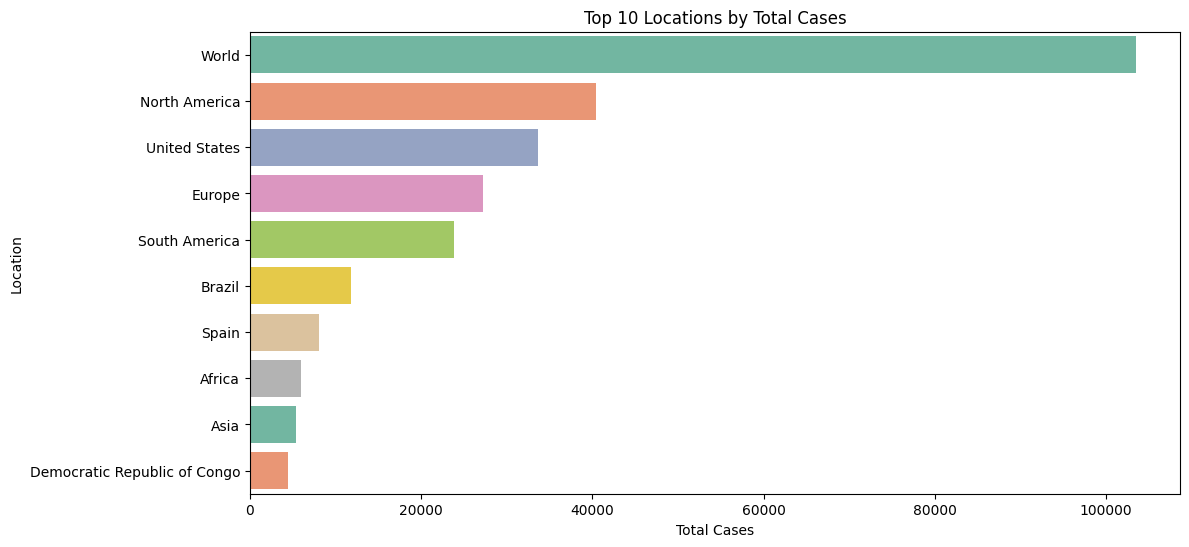 Top 10 Locations by Total Cases
Location
World
North America
United States
Europe
South America
Brazil
Spain
Africa
Asia
Democratic Republic of Congo
0 20000 40000 60000 80000 100000
Total Cases